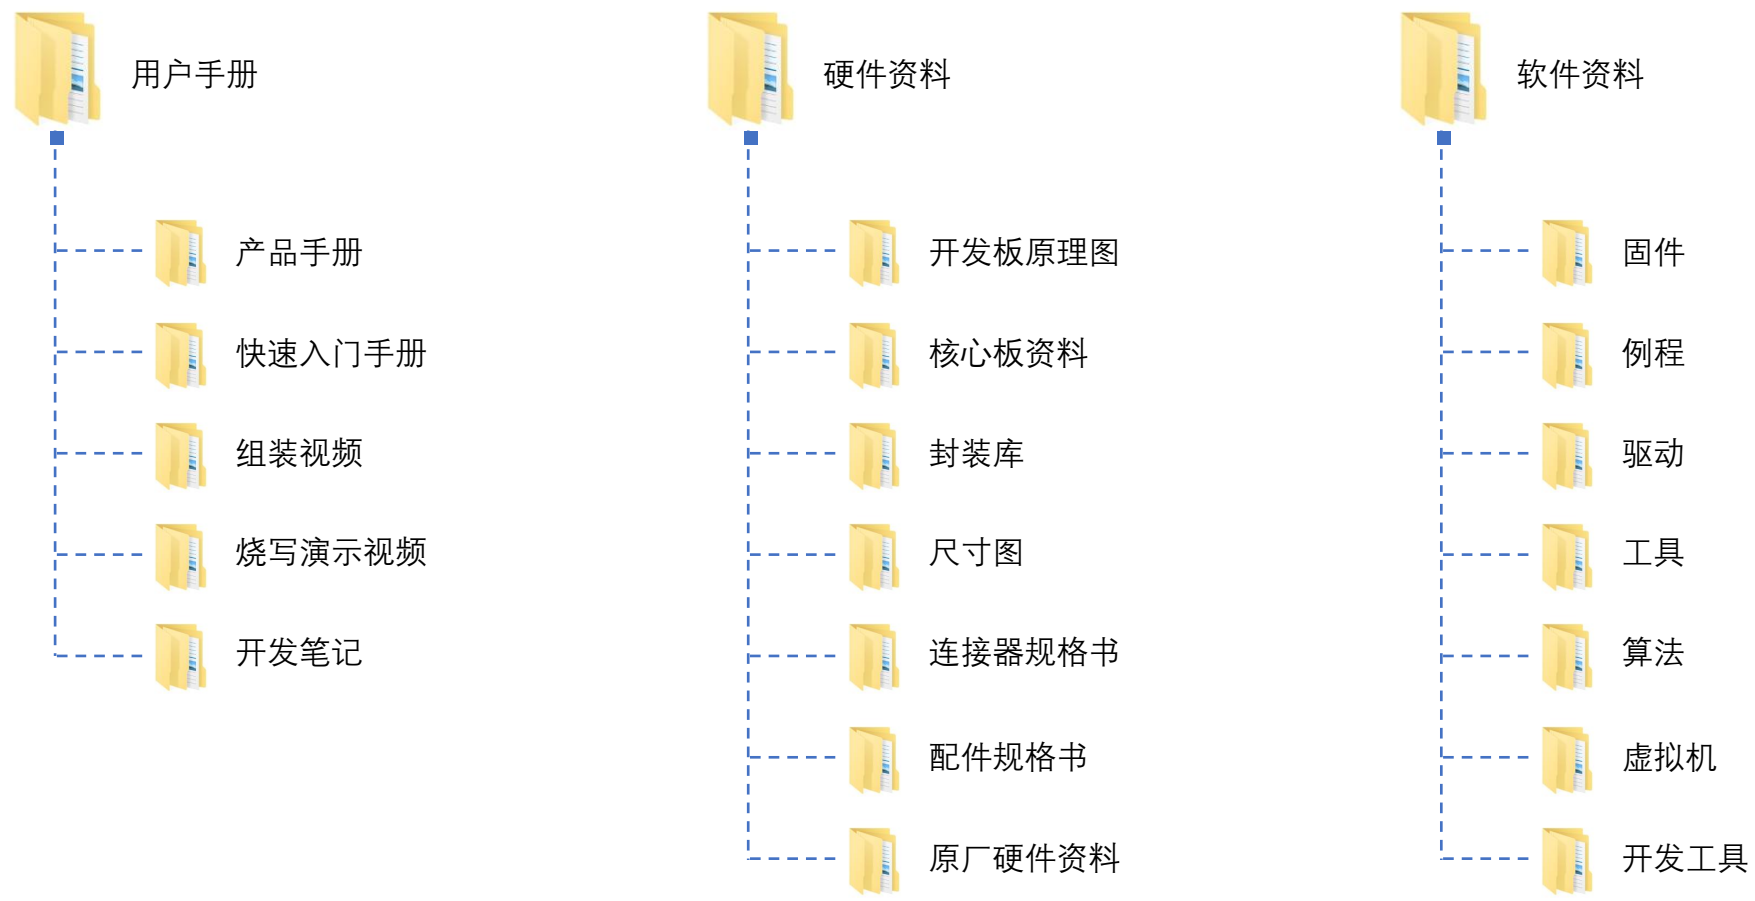 用户手册
产品手册
快速入门手册
组装视频
烧写演示视频
开发笔记
硬件资料
开发板原理图
核心板资料
封装库
尺寸图
连接器规格书
配件规格书
原厂硬件资料
软件资料
固件
例程
驱动
工具
算法
虚拟机
开发工具